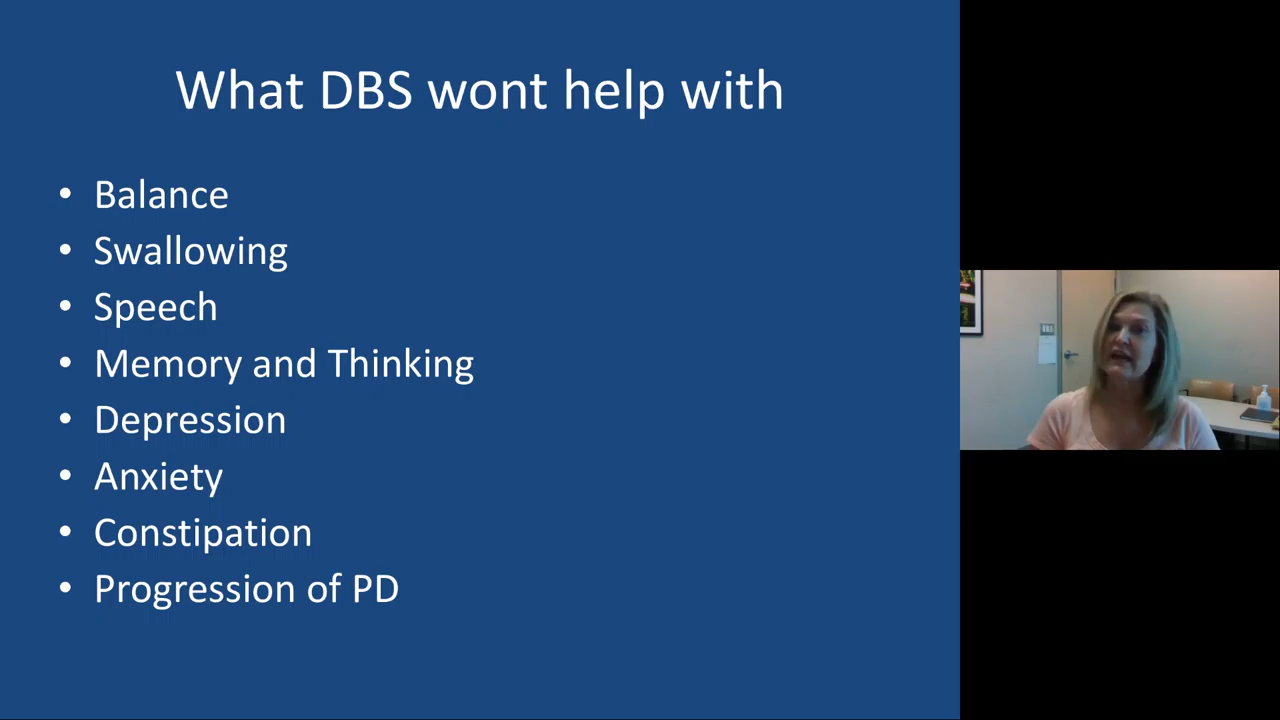 What DBS wont help with
• Balance
• Swallowing
• Speech
• Memory and Thinking
• Depression
• Anxiety
• Constipation
• Progression of PD